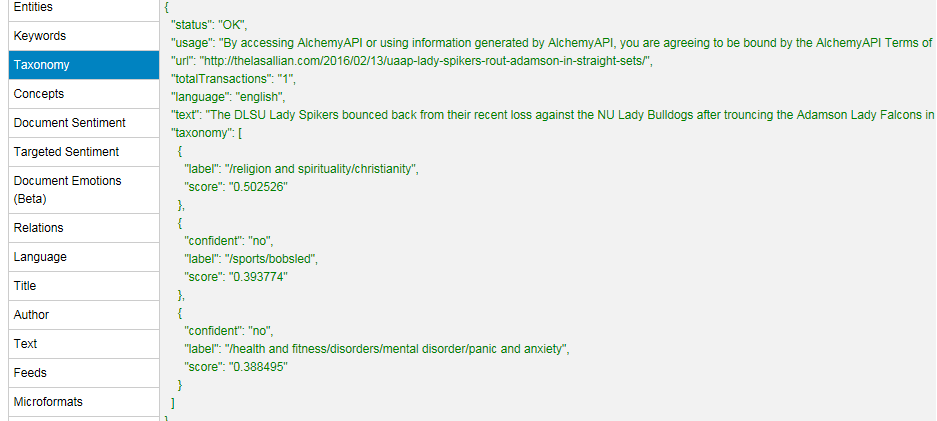 Entities
Keywords
Taxonomy
Concepts
Document Sentiment
Targeted Sentiment
Document Emotions
(Beta)
Relations
Language
Title
Author
Text
Feeds
Microformats
{
"status": "OK",
"usage": "By accessing AlchemyAPI or using information generated by AlchemyAPI, you are agreeing to be bound by the AlchemyAPI Terms of
"url": "http://thelasallian.com/2016/02/13/uaap-lady-spikers-rout-adamson-in-straight-sets/",
"totalTransactions": "1",
"language": "english",
"text": "The DLSU Lady Spikers bounced back from their recent loss against the NU Lady Bulldogs after trouncing the Adamson Lady Falcons in
"taxonomy": [
{
"label": "/religion and spirituality/christianity",
"score": "0.502526"
},
{
"confident": "no",
"label": "/sports/bobsled",
"score": "0.393774"
},
{
"confident": "no",
"label": "/health and fitness/disorders/mental disorder/panic and anxiety",
"score": "0.388495"
}
]
}